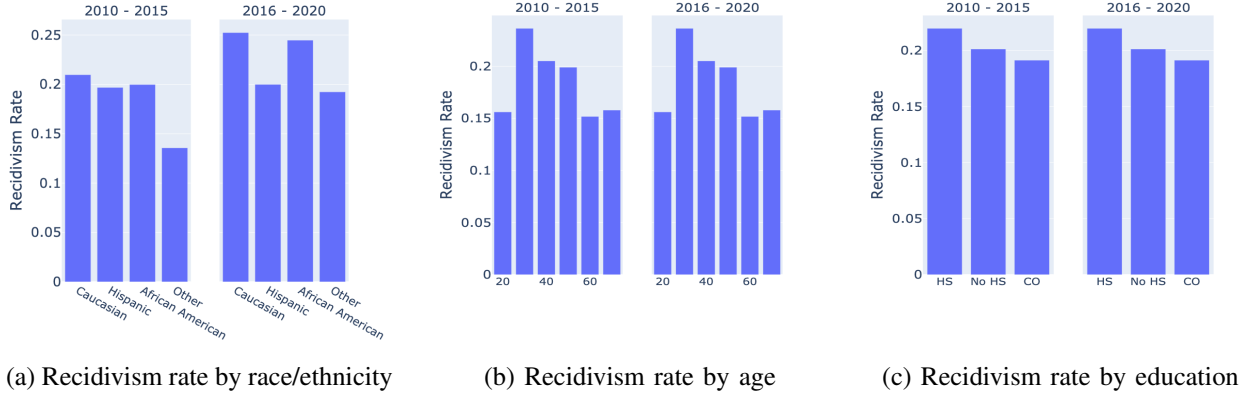 2010 - 2015
2016 - 2020
Recidivism Rate
0.25
0.2
0.15
0.1
0.05
0
Caucasian
Hispanic
African American
Other
Caucasian
Hispanic
African American
Other
(a) Recidivism rate by race/ethnicity
2010 - 2015
2016 - 2020
Recidivism Rate
0.2
0.15
0.1
0.05
0
20
40
60
20
40
60
(b) Recidivism rate by age
2010 - 2015
2016 - 2020
Recidivism Rate
0.2
0.15
0.1
0.05
0
HS
No HS
CO
HS
No HS
CO
(c) Recidivism rate by education